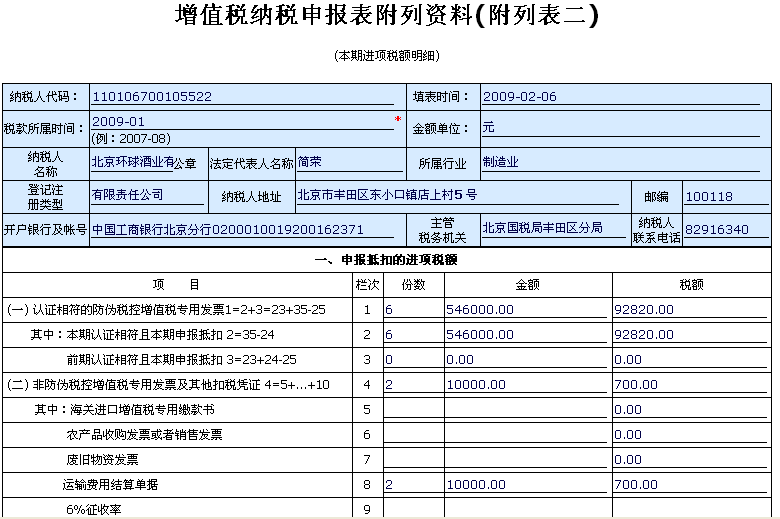 增值税纳税申报表附列资料(附列表二)
(本期进项税额明细)
纳税人代码： 110106700105522 填表时间： 2009-02-06
税款所属时间： 2009-01 * (例：2007-08) 金额单位： 元
纳税人名称 北京环球酒业有公章 法定代表人名称 简荣 所属行业 制造业
登记注册类型 有限责任公司 纳税人地址 北京市丰田区东小口镇店上村5号 邮编 100118
开户银行及帐号 中国工商银行北京分行0200010019200162371 主管税务机关 北京国税局丰田区分局 纳税人联系电话 82916340
一、申报抵扣的进项税额
项 目 栏次 份数 金额 税额
(一) 认证相符的防伪税控增值税专用发票1=2+3=23+35-25 1 6 546000.00 92820.00
其中：本期认证相符且本期申报抵扣 2=35-24 2 6 546000.00 92820.00
前期认证相符且本期申报抵扣 3=23+24-25 3 0 0.00 0.00
(二) 非防伪税控增值税专用发票及其他扣税凭证 4=5+...+10 4 2 10000.00 700.00
其中：海关进口增值税专用缴款书 5 0.00
农产品收购发票或者销售发票 6 0.00
废旧物资发票 7 0.00
运输费用结算单据 8 2 10000.00 700.00
6%征收率 9